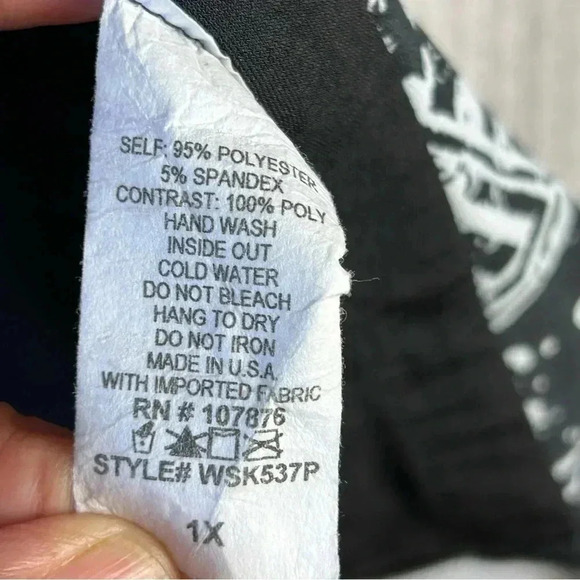 SELF: 95% POLYESTER
5% SPANDEX
CONTRAST: 100% POLY
HAND WASH
INSIDE OUT
COLD WATER
DO NOT BLEACH
HANG TO DRY
DO NOT IRON
MADE IN U.S.A.
WITH IMPORTED FABRIC
RN # 107876
STYLE# WSK537P
1X